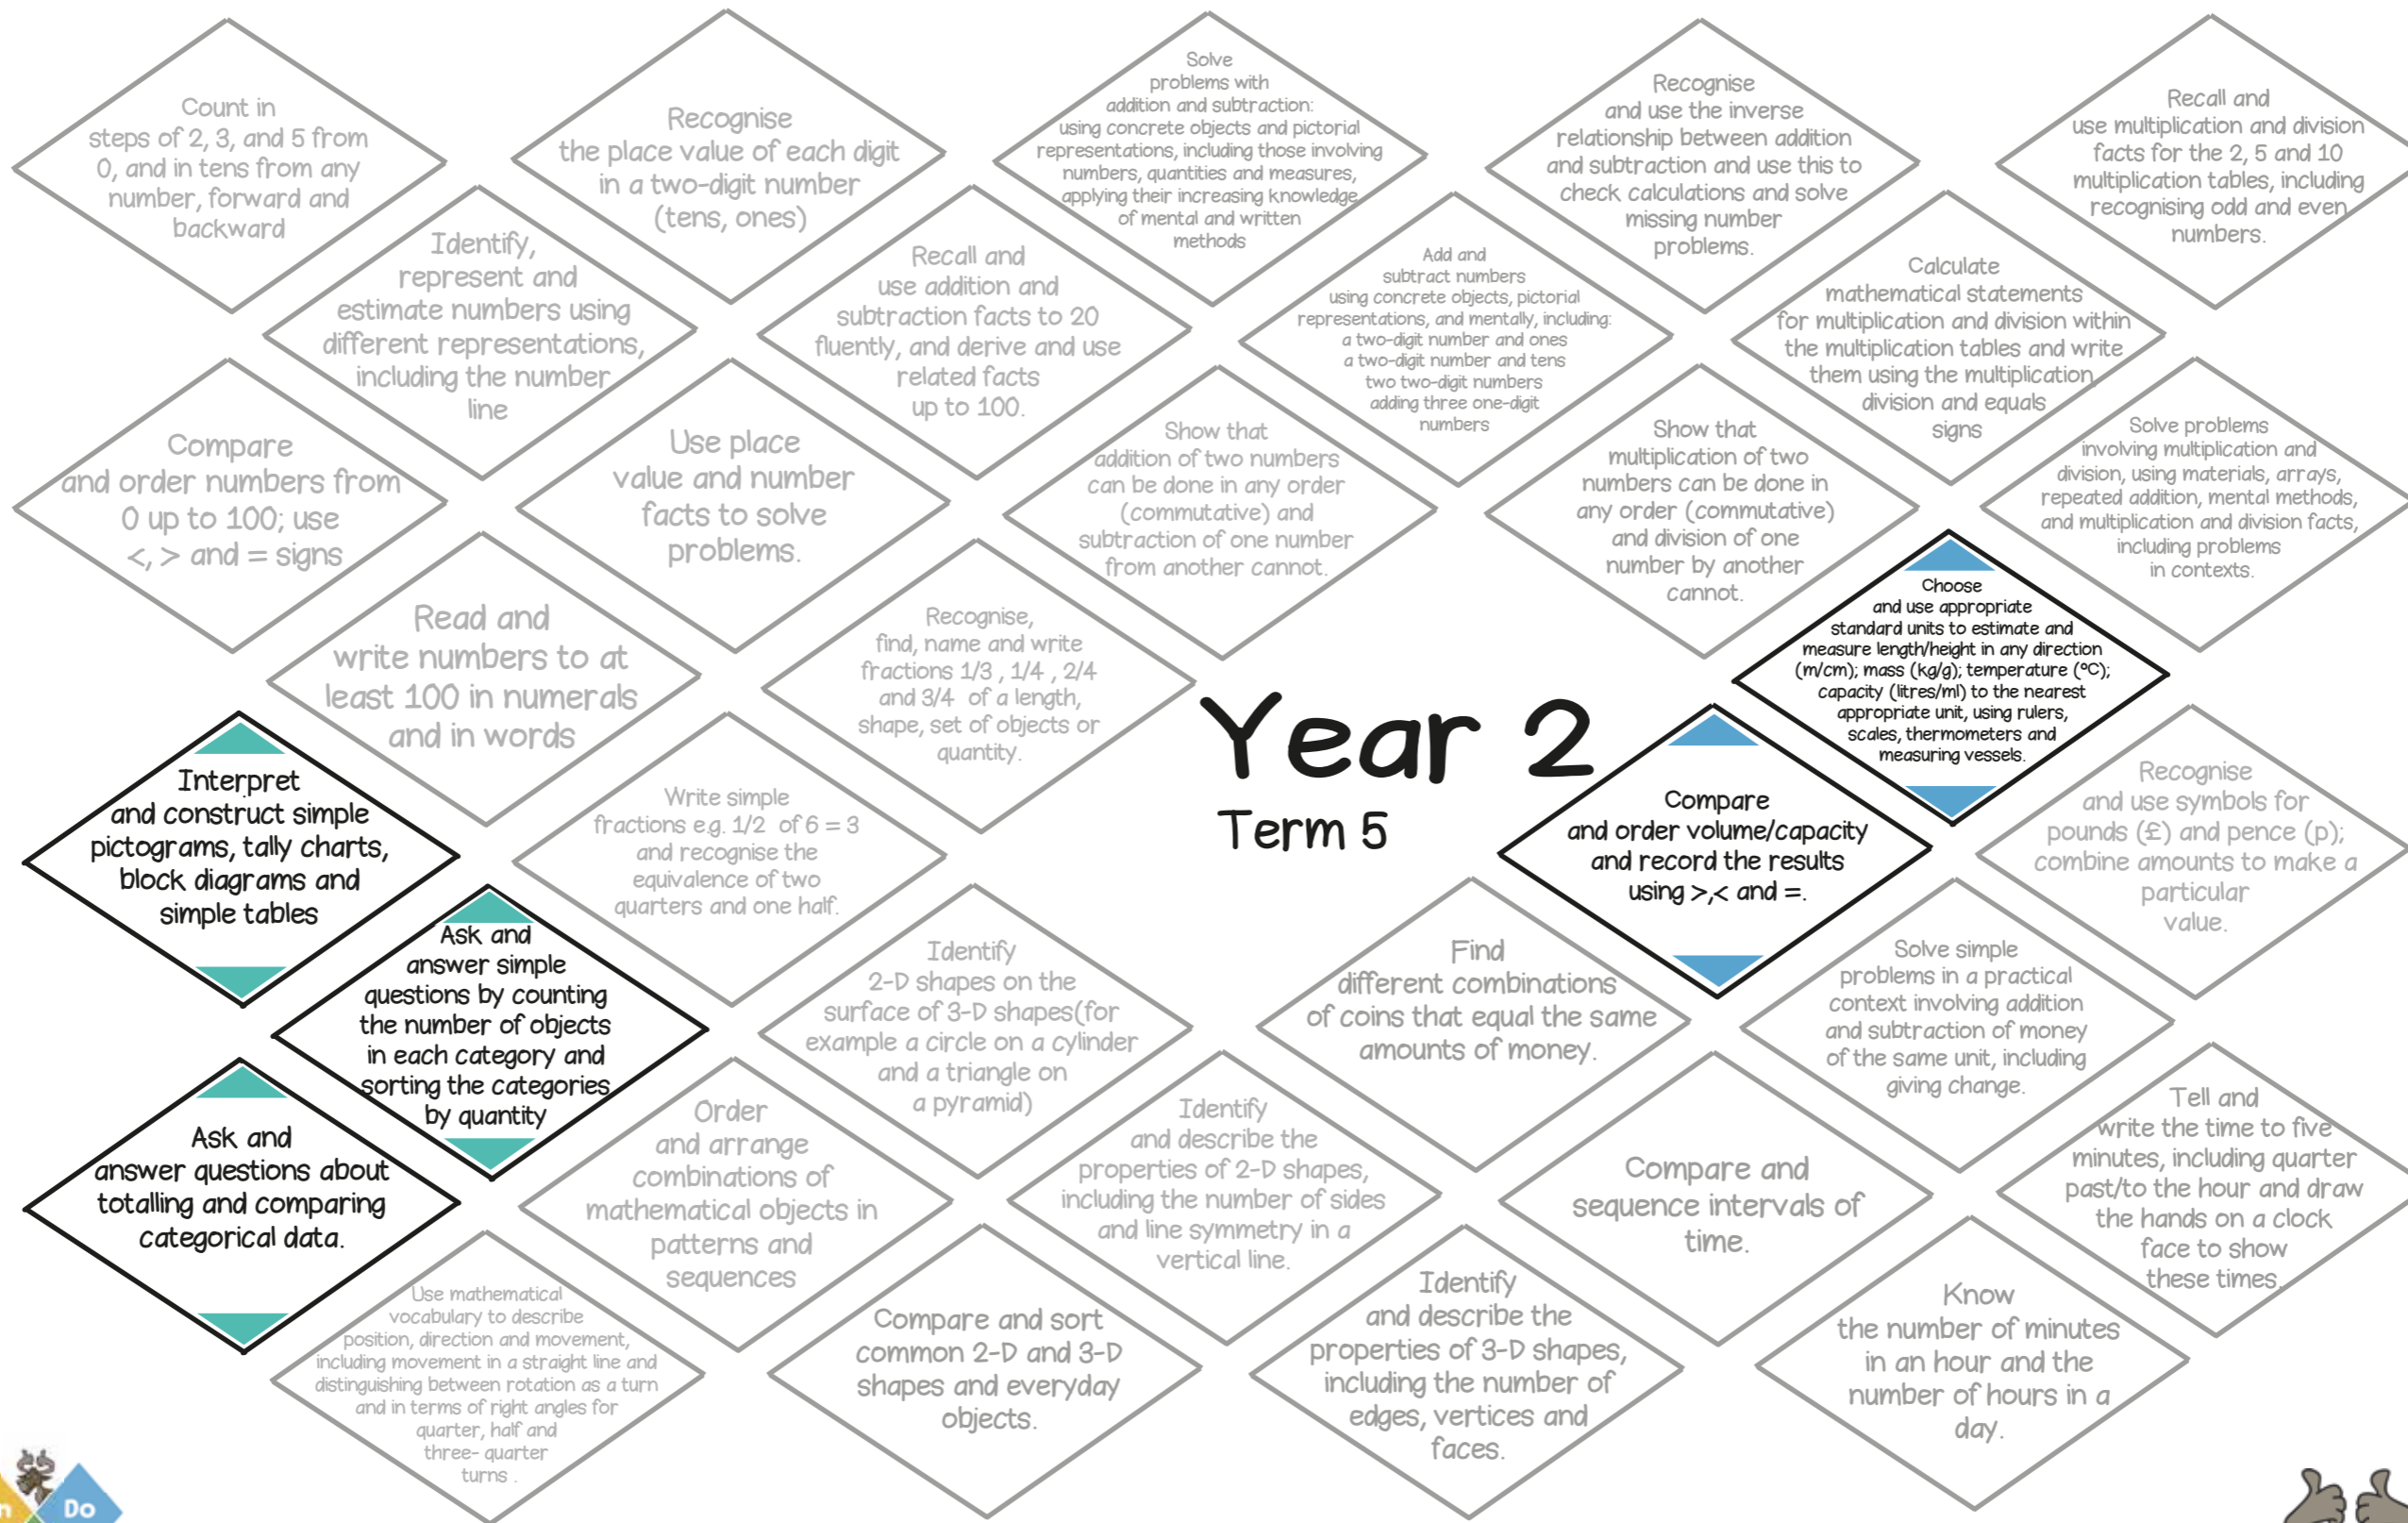 Count in
steps of 2, 3, and 5 from
0, and in tens from any
number, forward and
backward
Recognise
the place value of each digit
in a two-digit number
(tens, ones)
Solve
problems with
addition and subtraction:
using concrete objects and pictorial
representations, including those involving
numbers, quantities and measures,
applying their increasing knowledge
of mental and written
methods
Recognise
and use the inverse
relationship between addition
and subtraction and use this to
check calculations and solve
missing number
problems.
Recall and
use multiplication and division
facts for the 2, 5 and 10
multiplication tables, including
recognising odd and even
numbers.
Identify,
represent and
estimate numbers using
different representations,
including the number
line
Recall and
use addition and
subtraction facts to 20
fluently, and derive and use
related facts
up to 100.
Add and
subtract numbers
using concrete objects, pictorial
representations, and mentally, including:
a two-digit number and ones
a two-digit number and tens
two two-digit numbers
adding three one-digit
numbers
Calculate
mathematical statements
for multiplication and division within
the multiplication tables and write
them using the multiplication,
division and equals
signs
Compare
and order numbers from
0 up to 100; use
<, > and = signs
Use place
value and number
facts to solve
problems.
Show that
addition of two numbers
can be done in any order
(commutative) and
subtraction of one number
from another cannot.
Show that
multiplication of two
numbers can be done in
any order (commutative)
and division of one
number by another
cannot.
Solve problems
involving multiplication and
division, using materials, arrays,
repeated addition, mental methods,
and multiplication and division facts,
including problems
in contexts.
Read and
write numbers to at
least 100 in numerals
and in words
Recognise,
find, name and write
fractions 1/3 , 1/4 , 2/4
and 3/4 of a length,
shape, set of objects or
quantity.
Choose
and use appropriate
standard units to estimate and
measure length/height in any direction
(m/cm); mass (kg/g); temperature (°C);
capacity (litres/ml) to the nearest
appropriate unit, using rulers,
scales, thermometers and
measuring vessels.
Year 2
Term 5
Interpret
and construct simple
pictograms, tally charts,
block diagrams and
simple tables
Write simple
fractions e.g. 1/2 of 6 = 3
and recognise the
equivalence of two
quarters and one half.
Compare
and order volume/capacity
and record the results
using >,< and =.
Recognise
and use symbols for
pounds (£) and pence (p);
combine amounts to make a
particular
value.
Ask and
answer simple
questions by counting
the number of objects
in each category and
sorting the categories
by quantity
Identify
2-D shapes on the
surface of 3-D shapes(for
example a circle on a cylinder
and a triangle on
a pyramid)
Find
different combinations
of coins that equal the same
amounts of money.
Solve simple
problems in a practical
context involving addition
and subtraction of money
of the same unit, including
giving change.
Ask and
answer questions about
totalling and comparing
categorical data.
Order
and arrange
combinations of
mathematical objects in
patterns and
sequences
Identify
and describe the
properties of 2-D shapes,
including the number of sides
and line symmetry in a
vertical line.
Compare and
sequence intervals of
time.
Tell and
write the time to five
minutes, including quarter
past/to the hour and draw
the hands on a clock
face to show
these times.
Use mathematical
vocabulary to describe
position, direction and movement,
including movement in a straight line and
distinguishing between rotation as a turn
and in terms of right angles for
quarter, half and
three- quarter
turns .
Compare and sort
common 2-D and 3-D
shapes and everyday
objects.
Identify
and describe the
properties of 3-D shapes,
including the number of
edges, vertices and
faces.
Know
the number of minutes
in an hour and the
number of hours in a
day.
Do